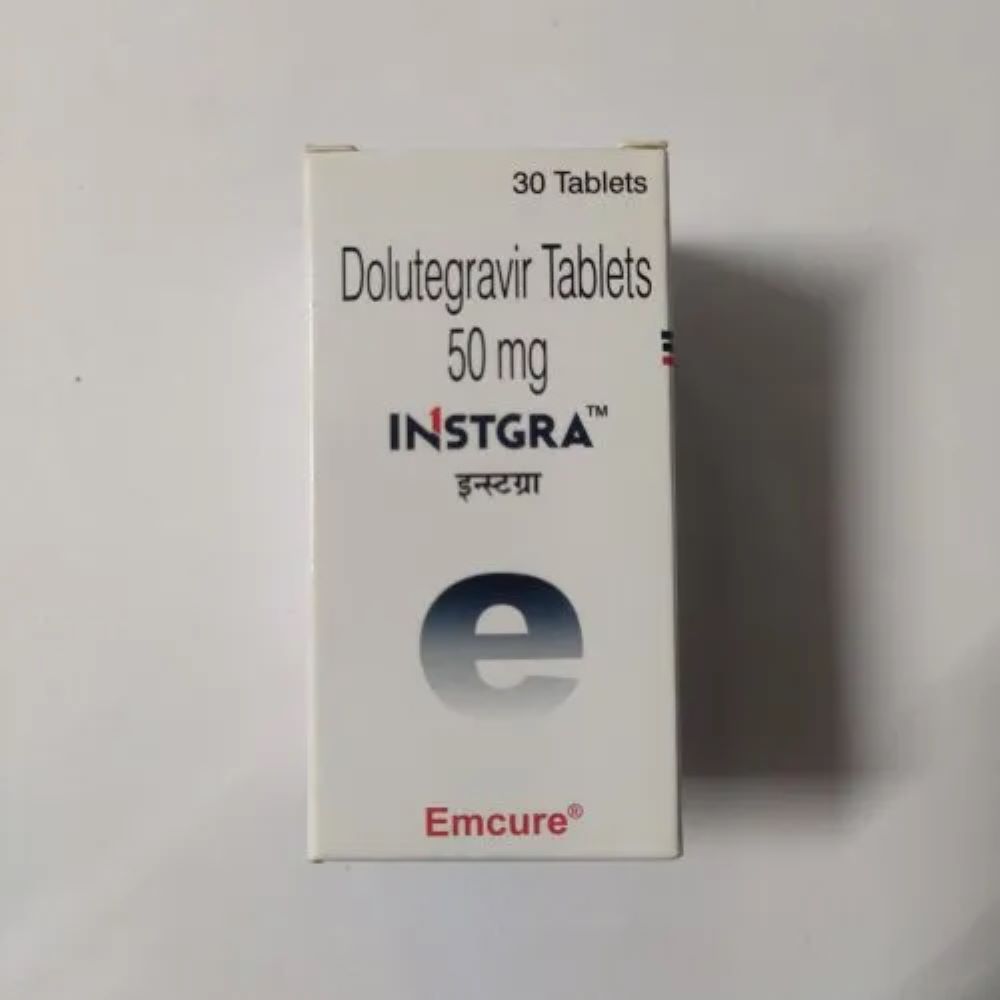 30 Tablets
Dolutegravir Tablets
50 mg
INSTGRA™
इन्स्टग्रा
e
Emcure®